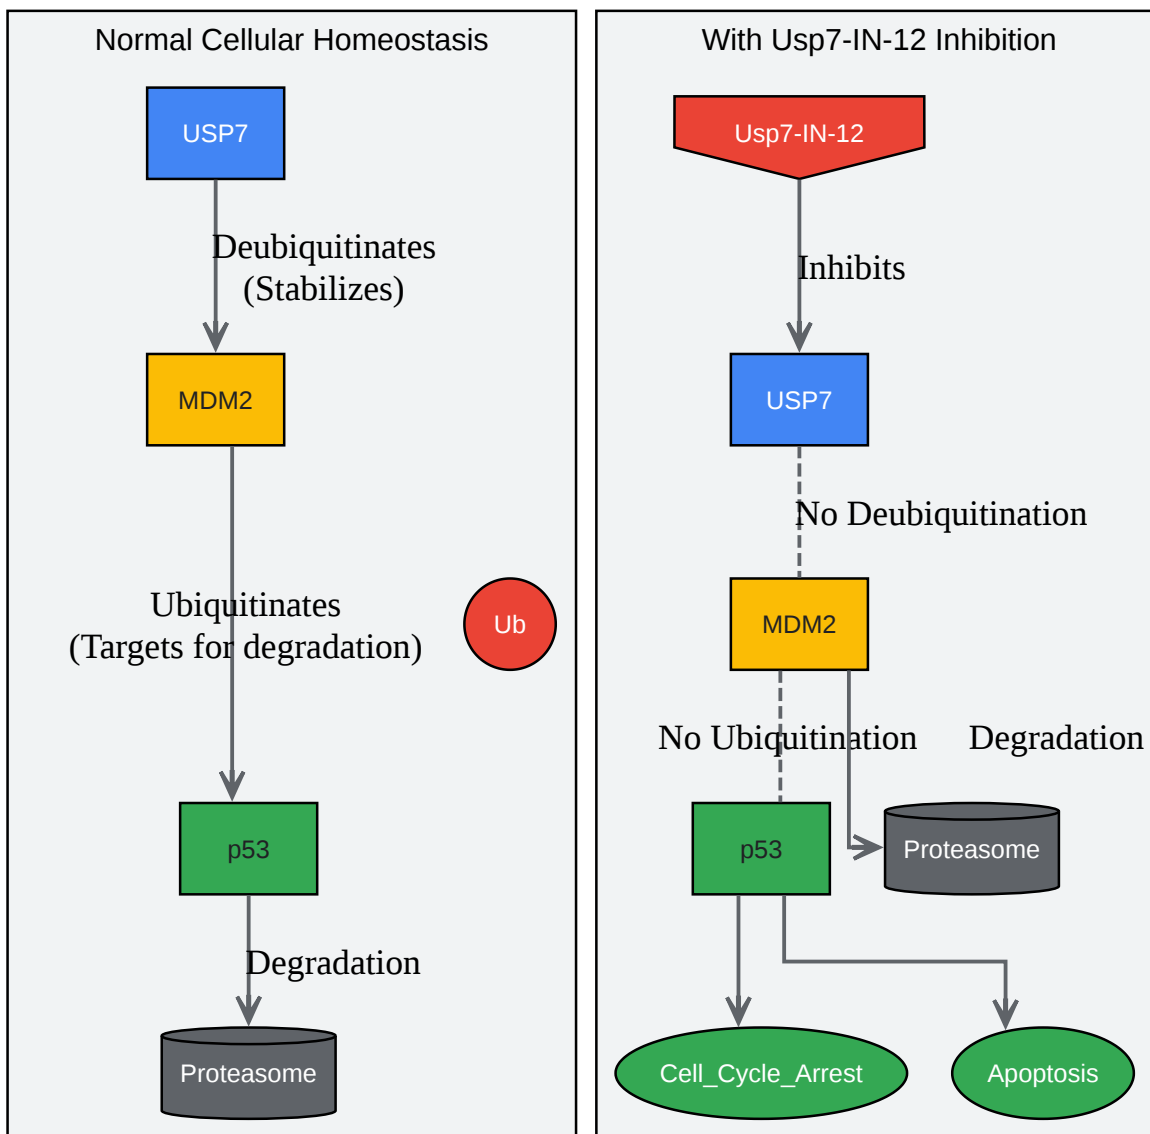 Normal Cellular Homeostasis
USP7
Deubiquitinates
(Stabilizes)
MDM2
Ubiquitinates
(Targets for degradation)
Ub
p53
Degradation
Proteasome
With Usp7-IN-12 Inhibition
Usp7-IN-12
Inhibits
USP7
No Deubiquitination
MDM2
No Ubiquitination
Degradation
p53
Proteasome
Cell_Cycle_Arrest
Apoptosis